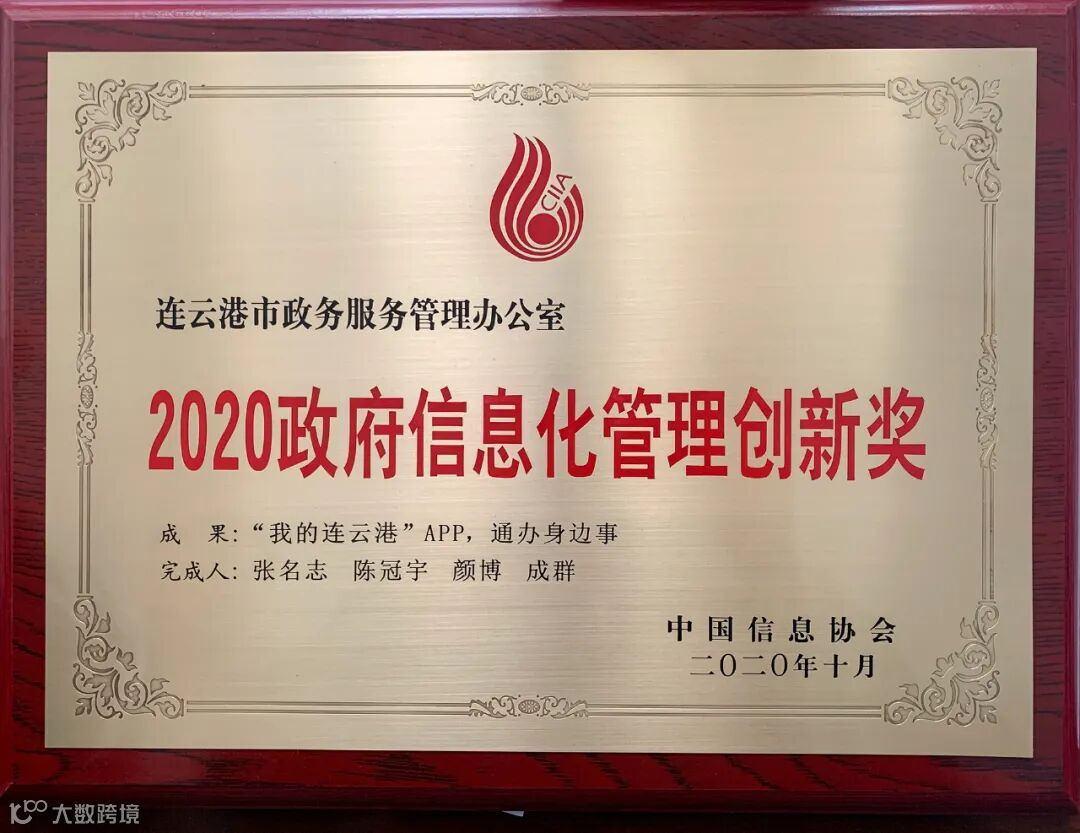 CIIA
连云港市政务服务管理办公室
2020政府信息化管理创新奖
成 果:“我的连云港”APP，通办身边事
完成人: 张名志 陈冠宇 颜博 成群
中国信息协会
二〇二〇年十月
大数跨境